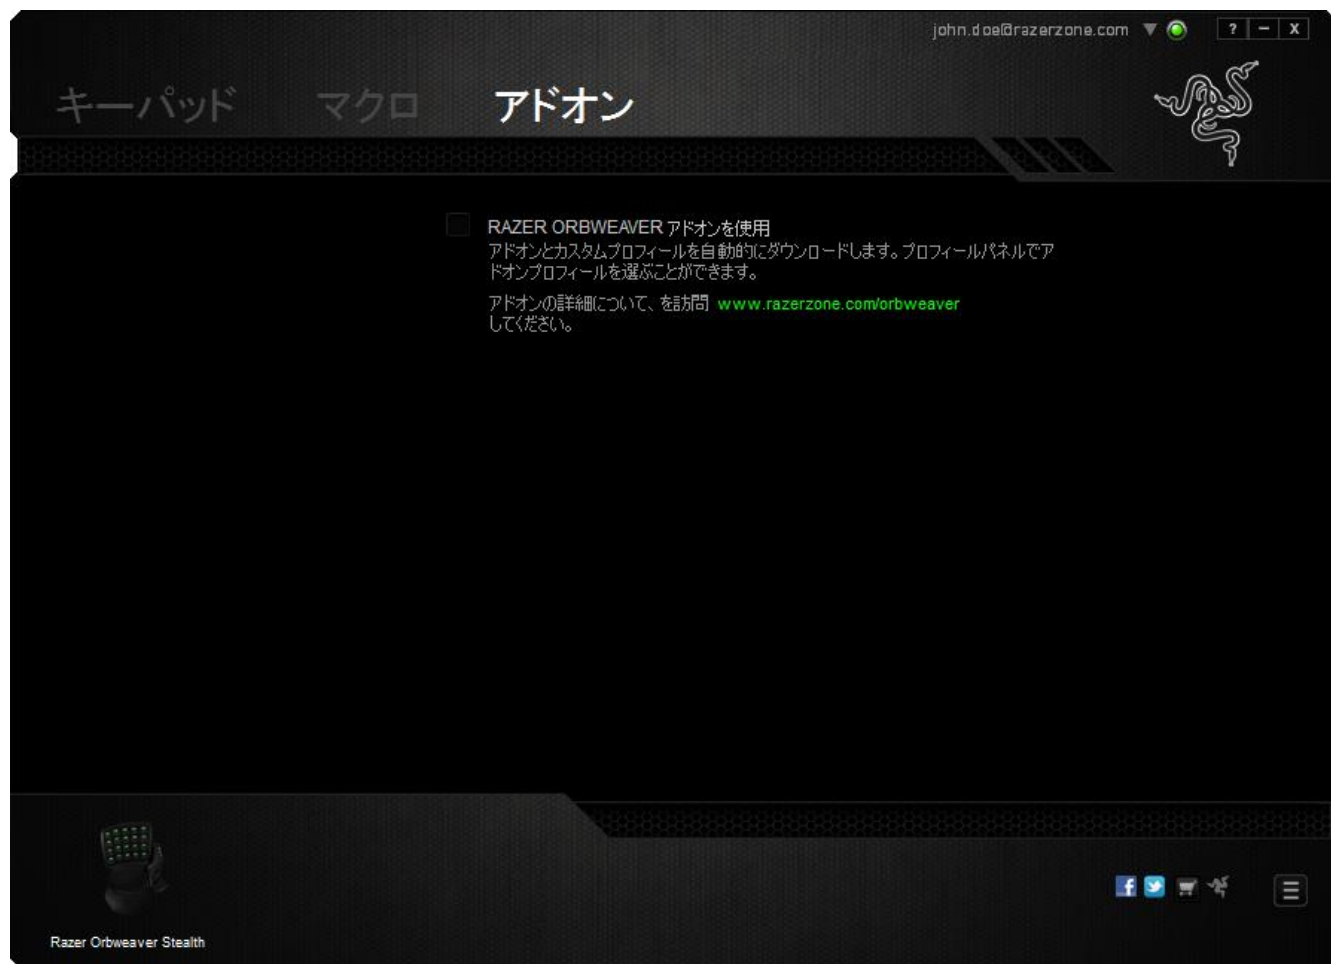 john.doe@razerzone.com
? – X
キーパッド マクロ アドオン
RAZER ORBWEAVER アドオンを使用
アドオンとカスタムプロフィールを自動的にダウンロードします。プロフィールパネルでア
ドオンプロフィールを選ぶことができます。
アドオンの詳細について、を訪問 www.razerzone.com/orbweaver
してください。
Razer Orbweaver Stealth